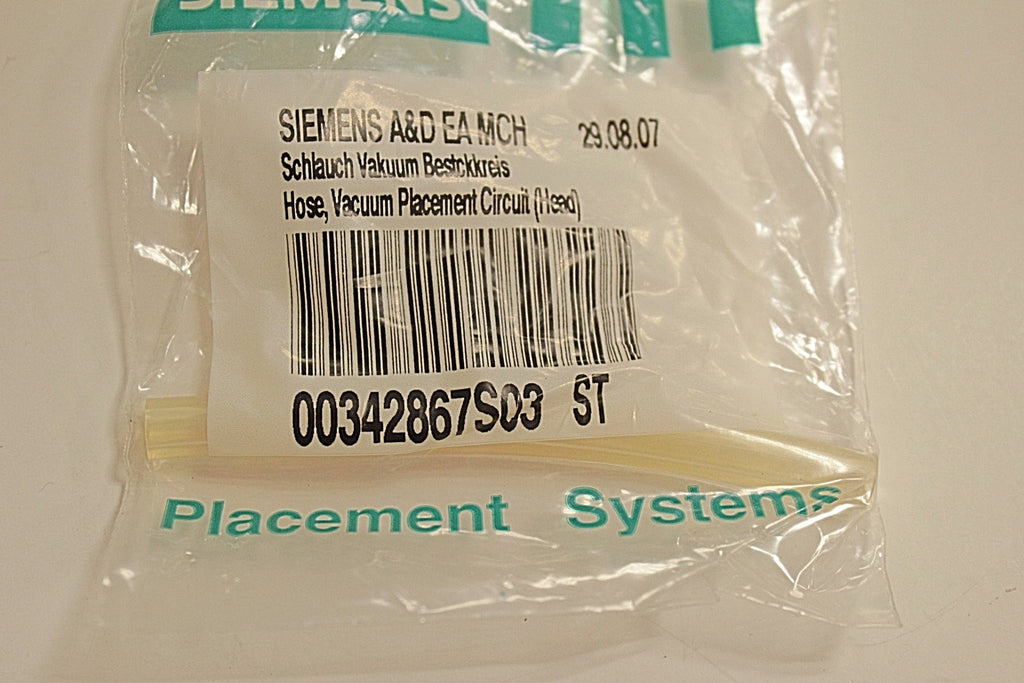 SIEMENS
SIEMENS A&D EA MCH 29.08.07
Schlauch Vakuum Bestckkreis
Hose, Vacuum Placement Circuit (Head)
00342867S03 ST
Placement Systems